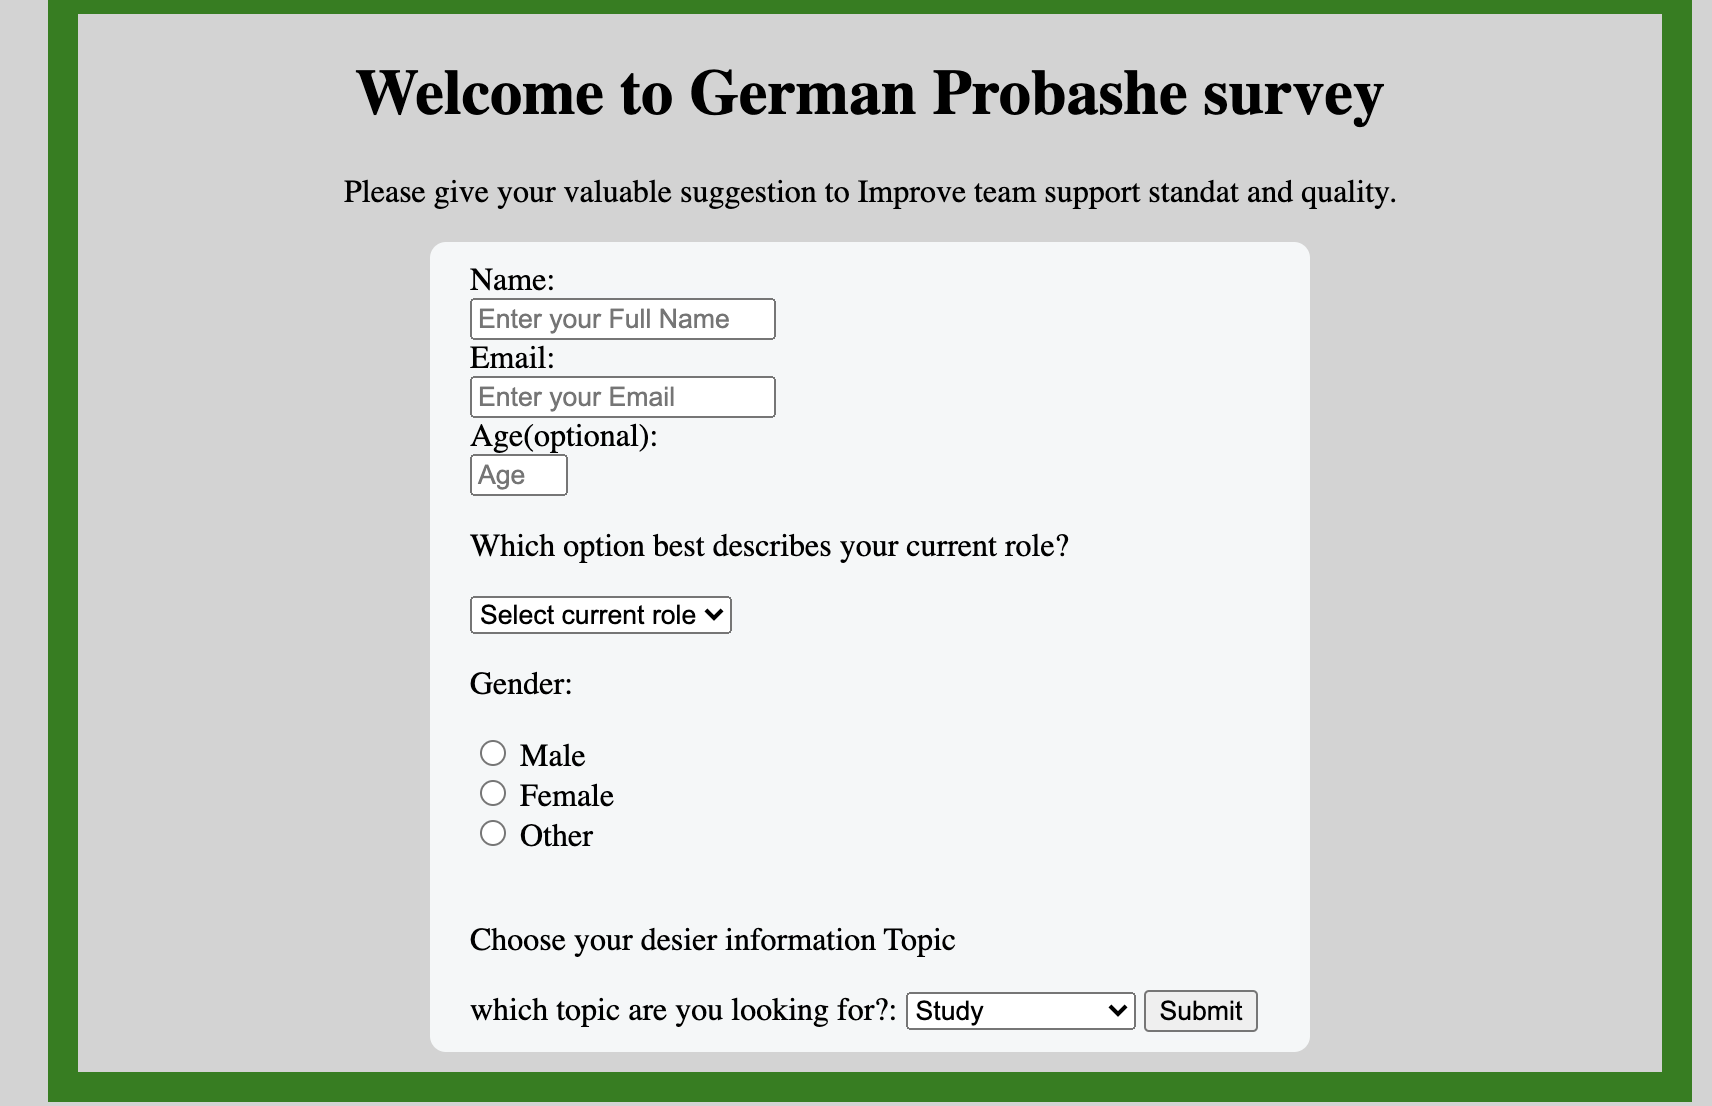 Welcome to German Probashe survey
Please give your valuable suggestion to Improve team support standat and quality.
Name:
Enter your Full Name
Email:
Enter your Email
Age(optional):
Age
Which option best describes your current role?
Select current role
Gender:
Male
Female
Other
Choose your desier information Topic
which topic are you looking for?: Study Submit